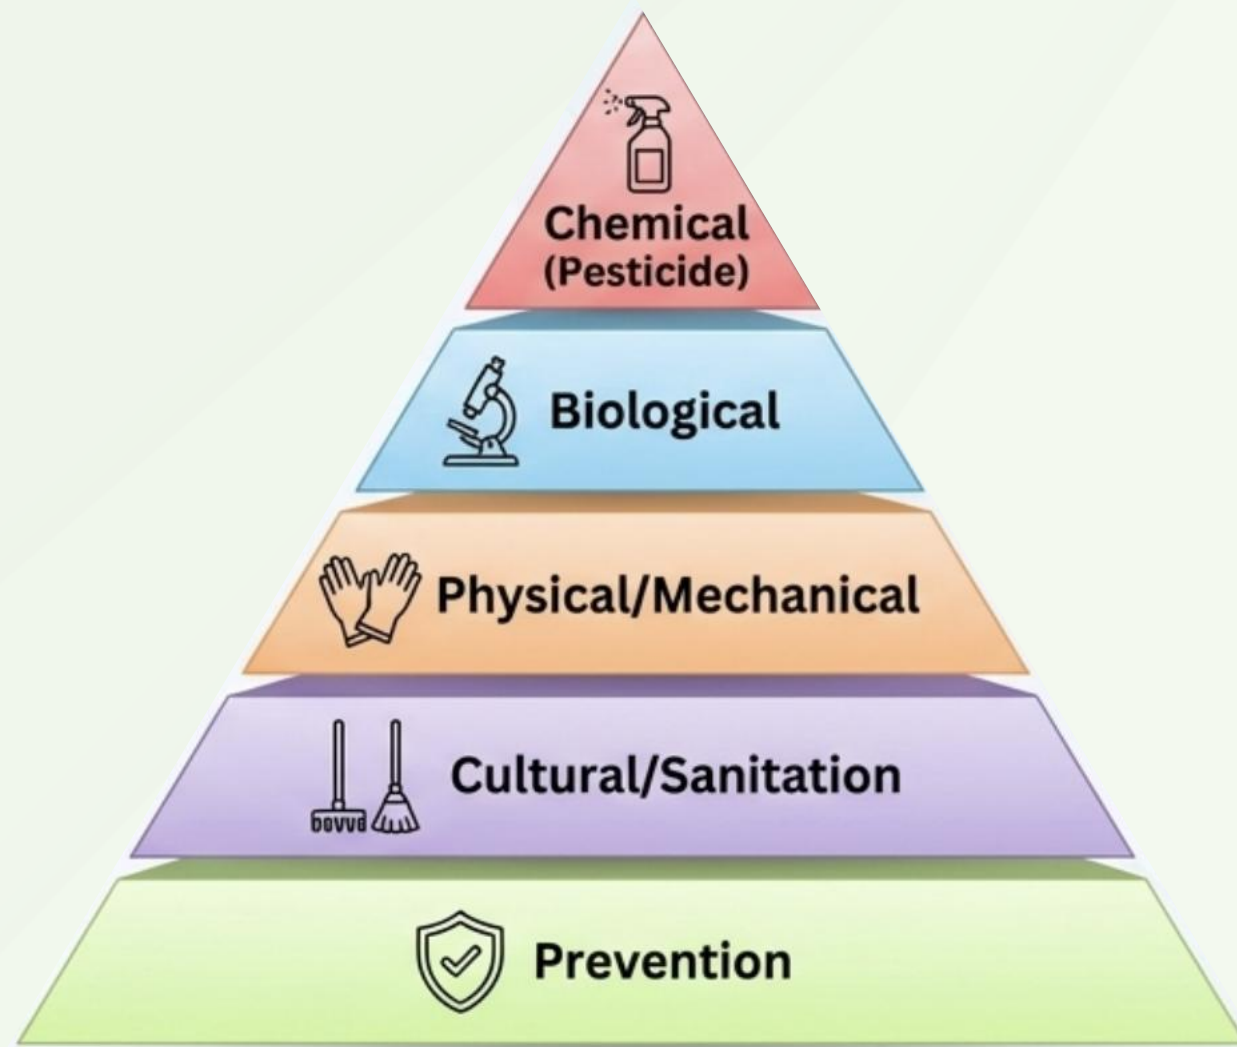 Chemical
(Pesticide)
Biological
Physical/Mechanical
Cultural/Sanitation
Prevention